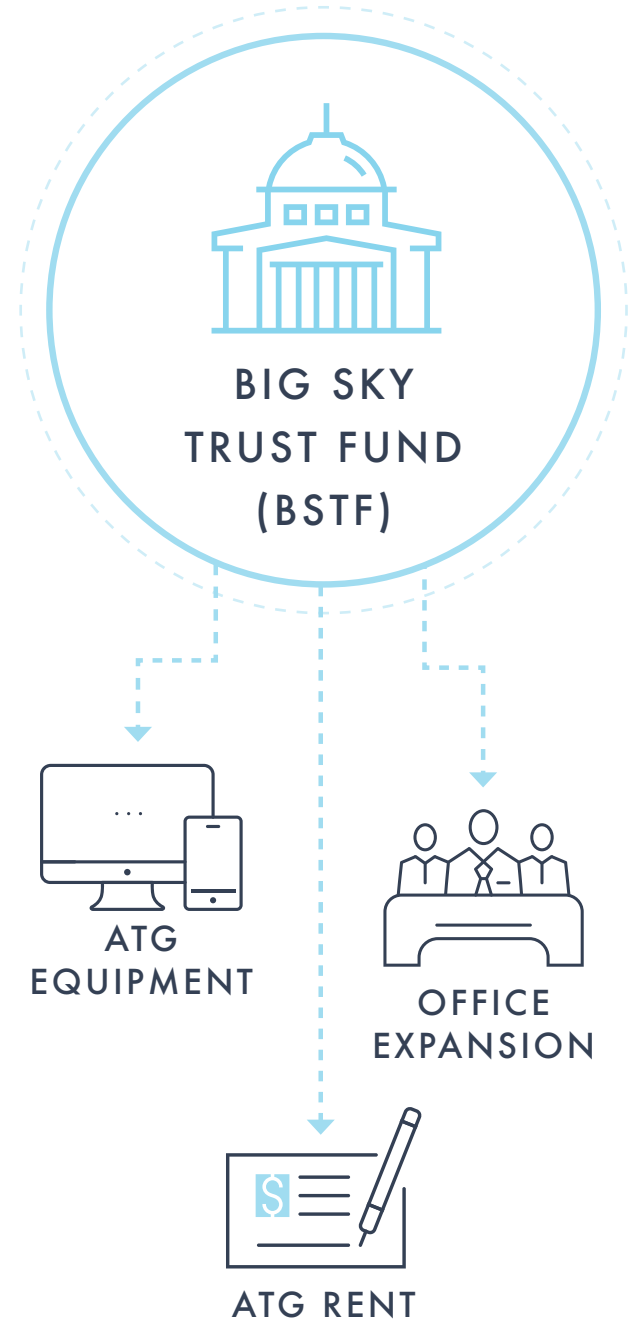 BIG SKY
TRUST FUND
(BSTF)
ATG
EQUIPMENT
OFFICE
EXPANSION
$
ATG RENT